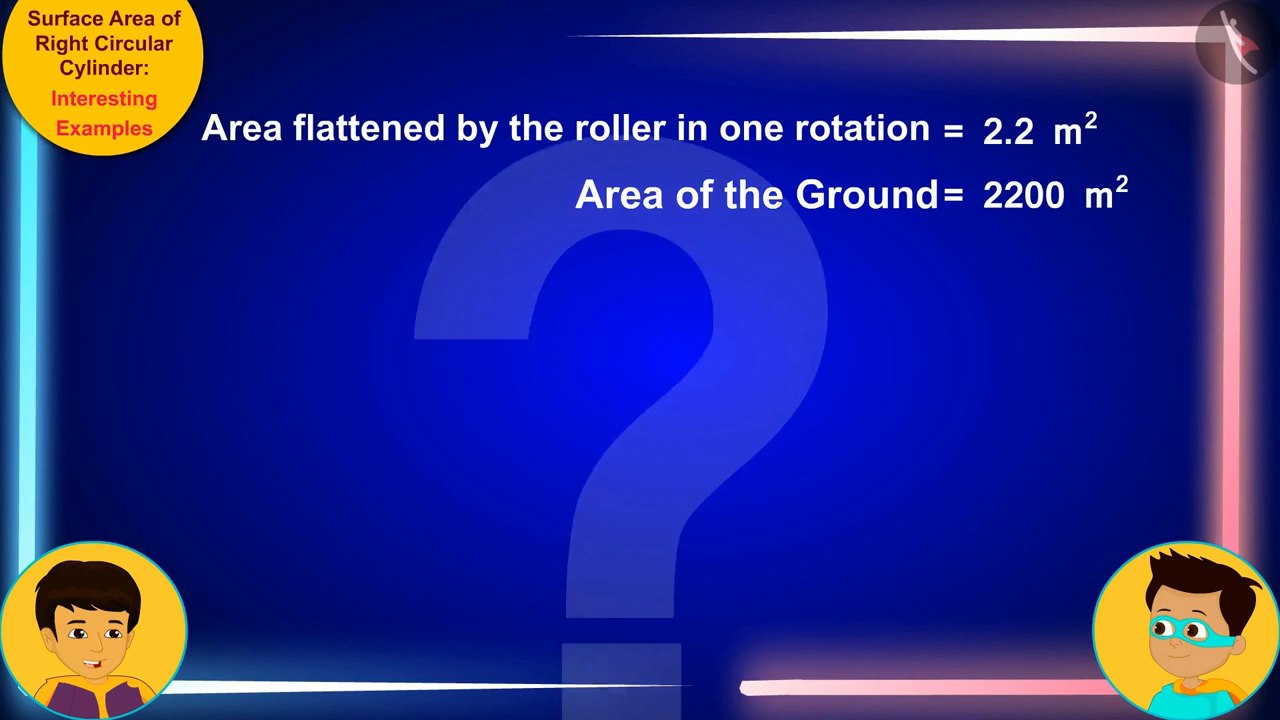 Surface Area of
Right Circular
Cylinder:
Interesting
Examples
Area flattened by the roller in one rotation = 2.2 m²
Area of the Ground= 2200 m²